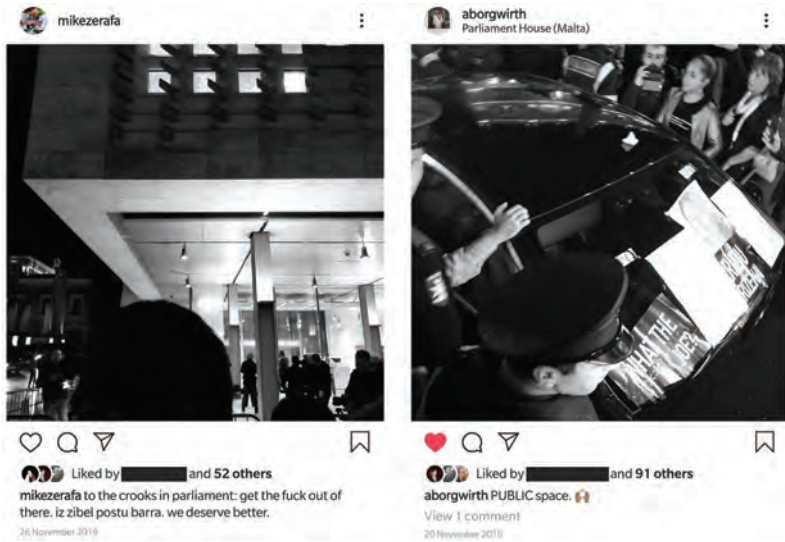 mikezerafa
Liked by and 52 others
mikezerafa to the crooks in parliament: get the fuck out of
there. iz zibel postu barra. we deserve better.
26 November 2019
aborgwirth
Parliament House (Malta)
WHAT THE
Liked by and 91 others
aborgwirth PUBLIC space.
View 1 comment
20 November 2019